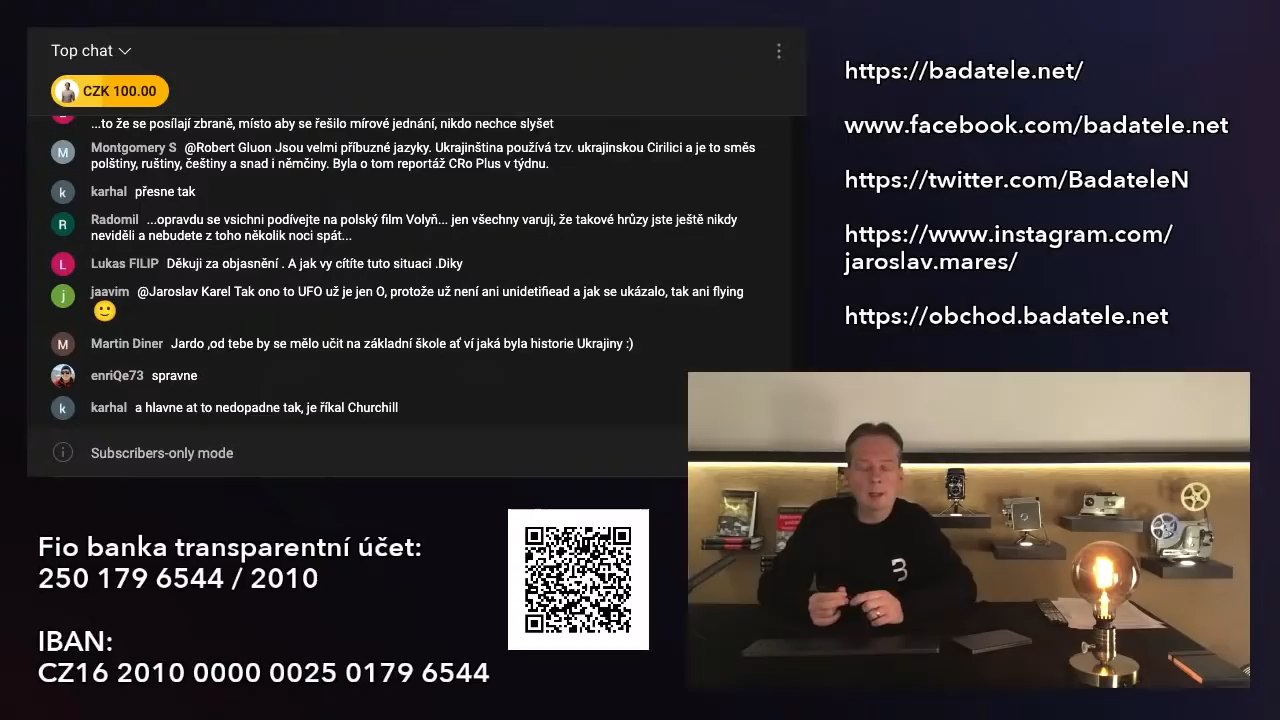 Top chat
CZK 100.00
...to že se posílají zbraně, místo aby se řešilo mírové jednání, nikdo nechce slyšet
M Montgomery S @Robert Gluon Jsou velmi příbuzné jazyky. Ukrajinština používá tzv. ukrajinskou Cirilici a je to směs
polštiny, ruštiny, češtiny a snad i němčiny. Byla o tom reportáž CRo Plus v týdnu.
k karhal přesne tak
R Radomil ...opravdu se vsichni podívejte na polský film Volyň... jen všechny varuji, že takové hrůzy jste ještě nikdy
neviděli a nebudete z toho několik noci spát...
L Lukas FILIP Děkuji za objasnění . A jak vy cítíte tuto situaci .Diky
j jaavim @Jaroslav Karel Tak ono to UFO už je jen O, protože už není ani unidetifiead a jak se ukázalo, tak ani flying
🙂
M Martin Diner Jardo ,od tebe by se mělo učit na základní škole ať ví jaká byla historie Ukrajiny :)
enriQe73 spravne
k karhal a hlavne at to nedopadne tak, je říkal Churchill
Subscribers-only mode
https://badatele.net/
www.facebook.com/badatele.net
https://twitter.com/BadateleN
https://www.instagram.com/
jaroslav.mares/
https://obchod.badatele.net
Fio banka transparentní účet:
250 179 6544 / 2010
IBAN:
CZ16 2010 0000 0025 0179 6544